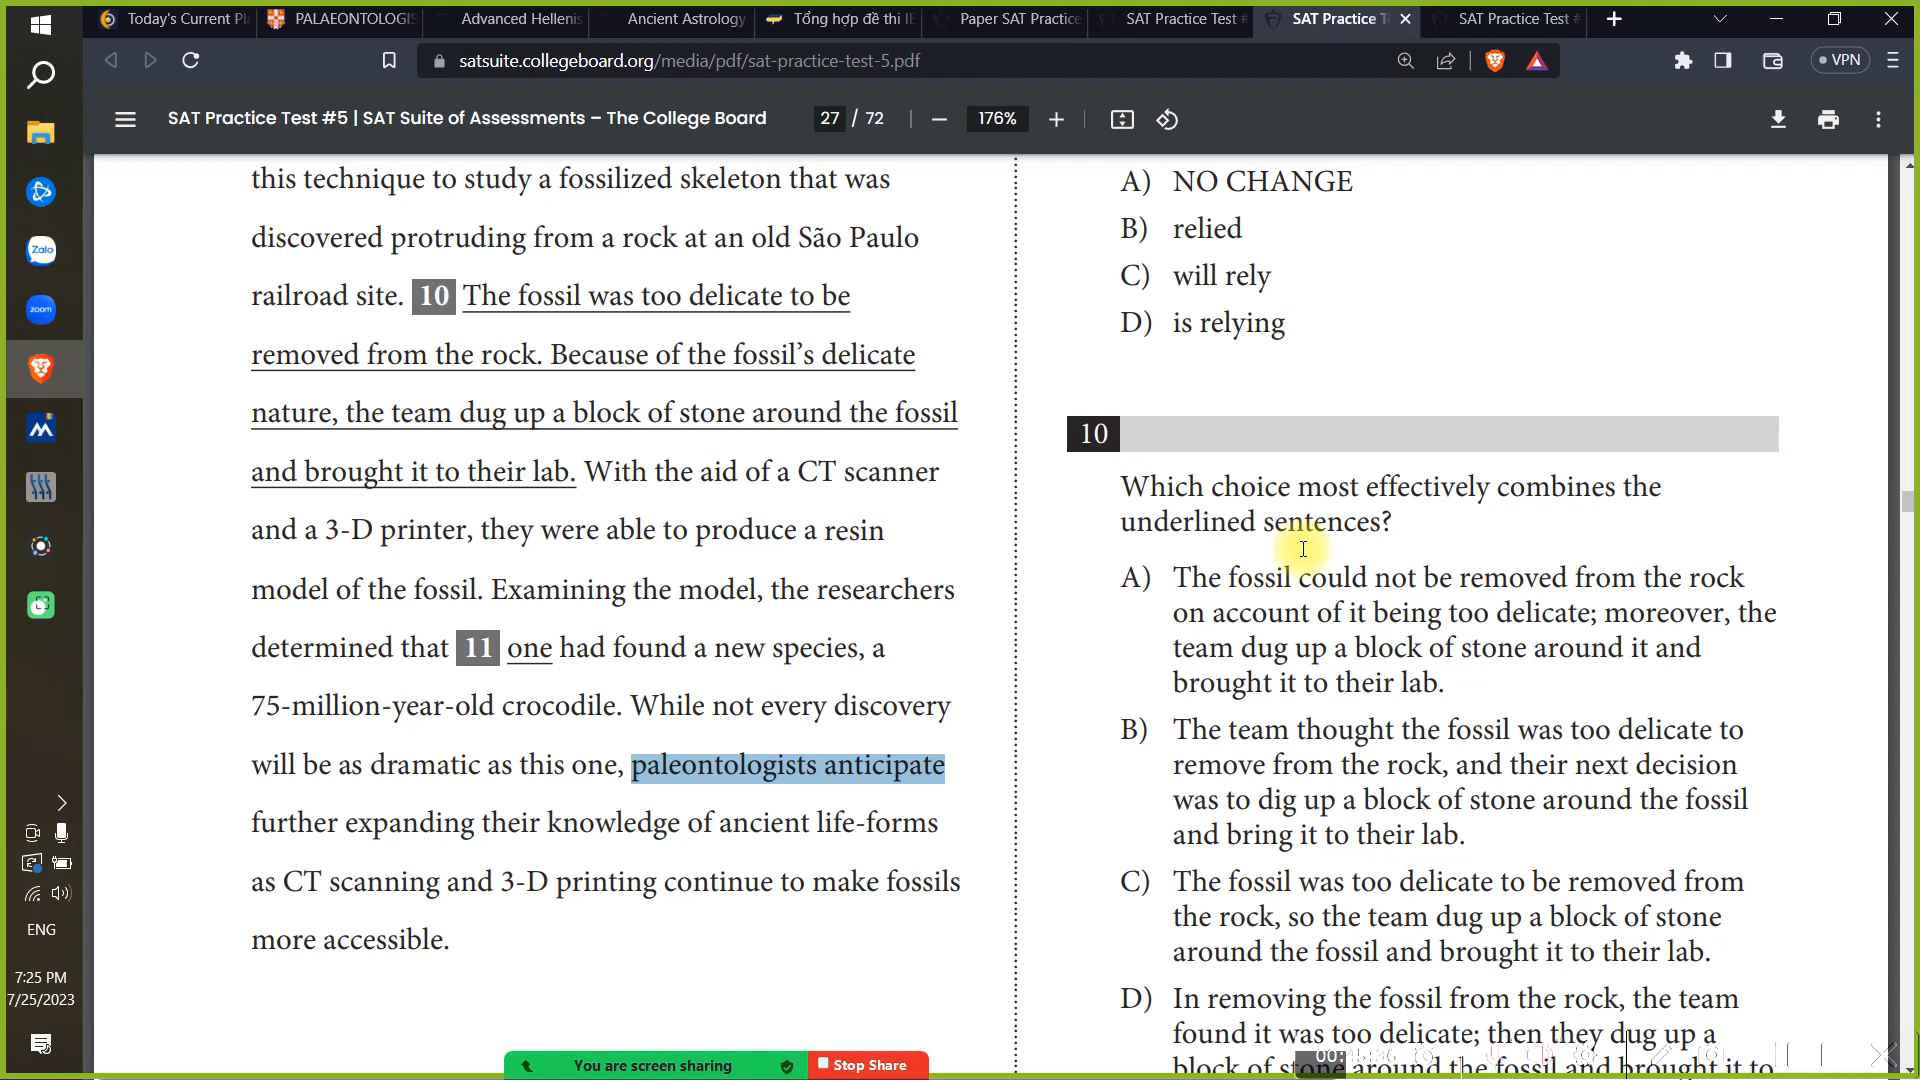 Today's Current Pl
PALAEONTOLOGIS
Advanced Hellenis
Ancient Astrology
Tổng hợp đề thi IE
Paper SAT Practice
SAT Practice Test #
SAT Practice T
SAT Practice Test #
satsuite.collegeboard.org/media/pdf/sat-practice-test-5.pdf
VPN
SAT Practice Test #5 | SAT Suite of Assessments – The College Board
27 / 72
176%
this technique to study a fossilized skeleton that was
discovered protruding from a rock at an old São Paulo
railroad site. 10 The fossil was too delicate to be
removed from the rock. Because of the fossil's delicate
nature, the team dug up a block of stone around the fossil
and brought it to their lab. With the aid of a CT scanner
and a 3-D printer, they were able to produce a resin
model of the fossil. Examining the model, the researchers
determined that 11 one had found a new species, a
75-million-year-old crocodile. While not every discovery
will be as dramatic as this one, paleontologists anticipate
further expanding their knowledge of ancient life-forms
as CT scanning and 3-D printing continue to make fossils
more accessible.
A) NO CHANGE
B) relied
C) will rely
D) is relying
10
Which choice most effectively combines the
underlined sentences?
A) The fossil could not be removed from the rock
on account of it being too delicate; moreover, the
team dug up a block of stone around it and
brought it to their lab.
B) The team thought the fossil was too delicate to
remove from the rock, and their next decision
was to dig up a block of stone around the fossil
and bring it to their lab.
C) The fossil was too delicate to be removed from
the rock, so the team dug up a block of stone
around the fossil and brought it to their lab.
D) In removing the fossil from the rock, the team
found it was too delicate; then they dug up a
block of stone around the fossil and brought it to
Zalo
zoom
ENG
7:25 PM
7/25/2023
You are screen sharing
Stop Share